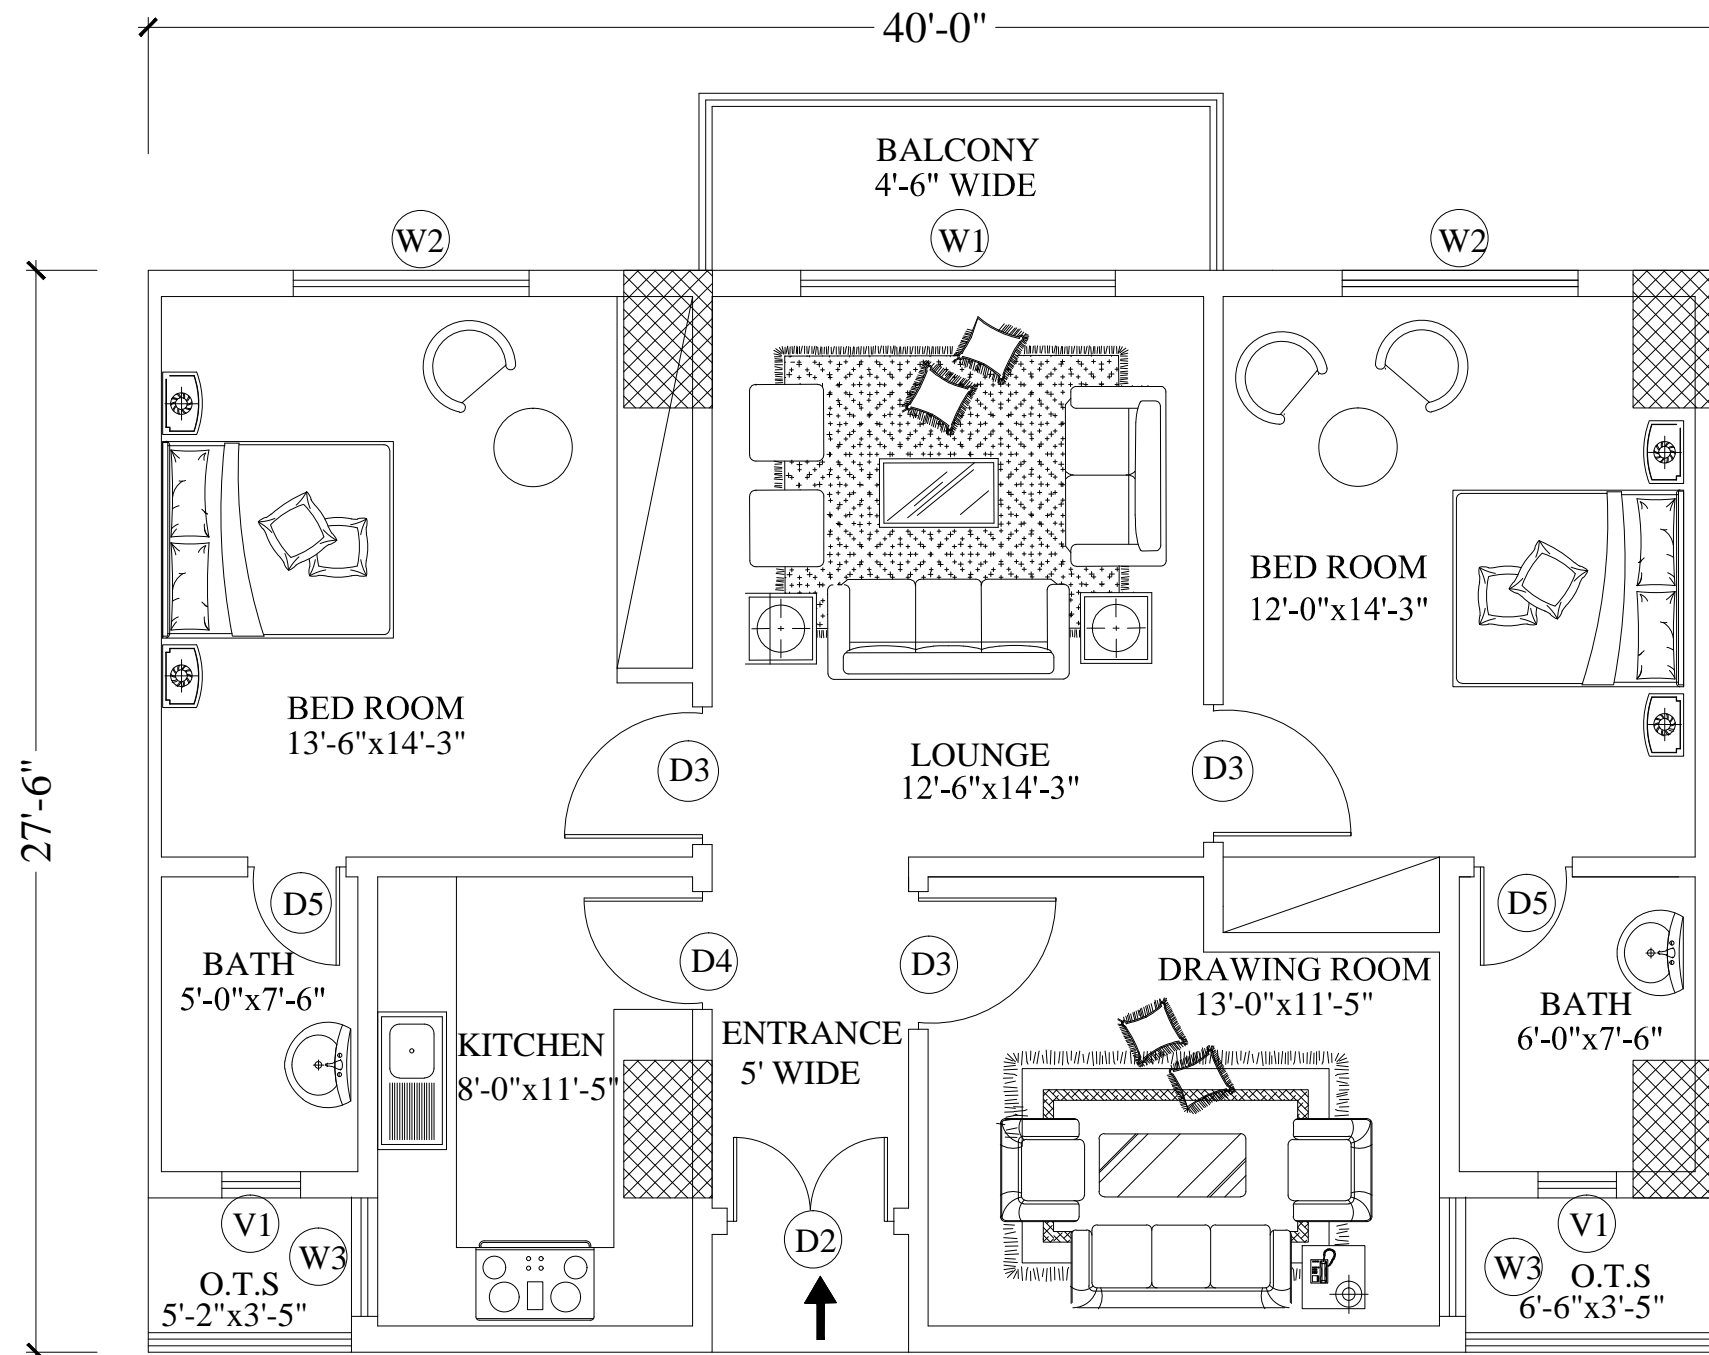 40'-0"
BALCONY
4'-6" WIDE
W2
W1
W2
27'-6"
BED ROOM
12'-0"x14'-3"
BED ROOM
13'-6"x14'-3"
D3
LOUNGE
12'-6"x14'-3"
D3
D5
D5
BATH
5'-0"x7'-6"
D4
D3
DRAWING ROOM
13'-0"x11'-5"
BATH
6'-0"x7'-6"
KITCHEN
8'-0"x11'-5"
ENTRANCE
5' WIDE
V1
W3
D2
V1
W3
O.T.S
5'-2"x3'-5"
O.T.S
6'-6"x3'-5"